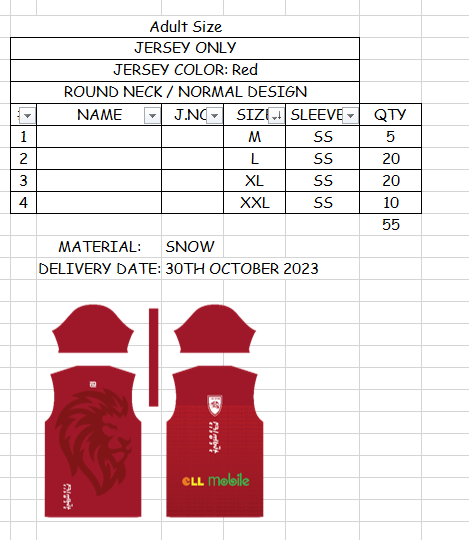 Adult Size
JERSEY ONLY
JERSEY COLOR: Red
ROUND NECK / NORMAL DESIGN
NAME J.NO SIZE SLEEVE QTY
1 M SS 5
2 L SS 20
3 XL SS 20
4 XXL SS 10
55
MATERIAL: SNOW
DELIVERY DATE: 30TH OCTOBER 2023
CLL Mobile